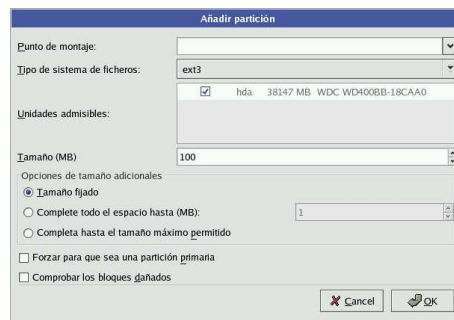 Añadir partición
Punto de montaje:
Tipo de sistema de ficheros: ext3
hda 38147 MB WDC WD400BB-18CAA0
Unidades admisibles:
Tamaño (MB) 100
Opciones de tamaño adicionales
Tamaño fijado
Complete todo el espacio hasta (MB): 1
Completa hasta el tamaño máximo permitido
Forzar para que sea una partición primaria
Comprobar los bloques dañados
Cancel OK